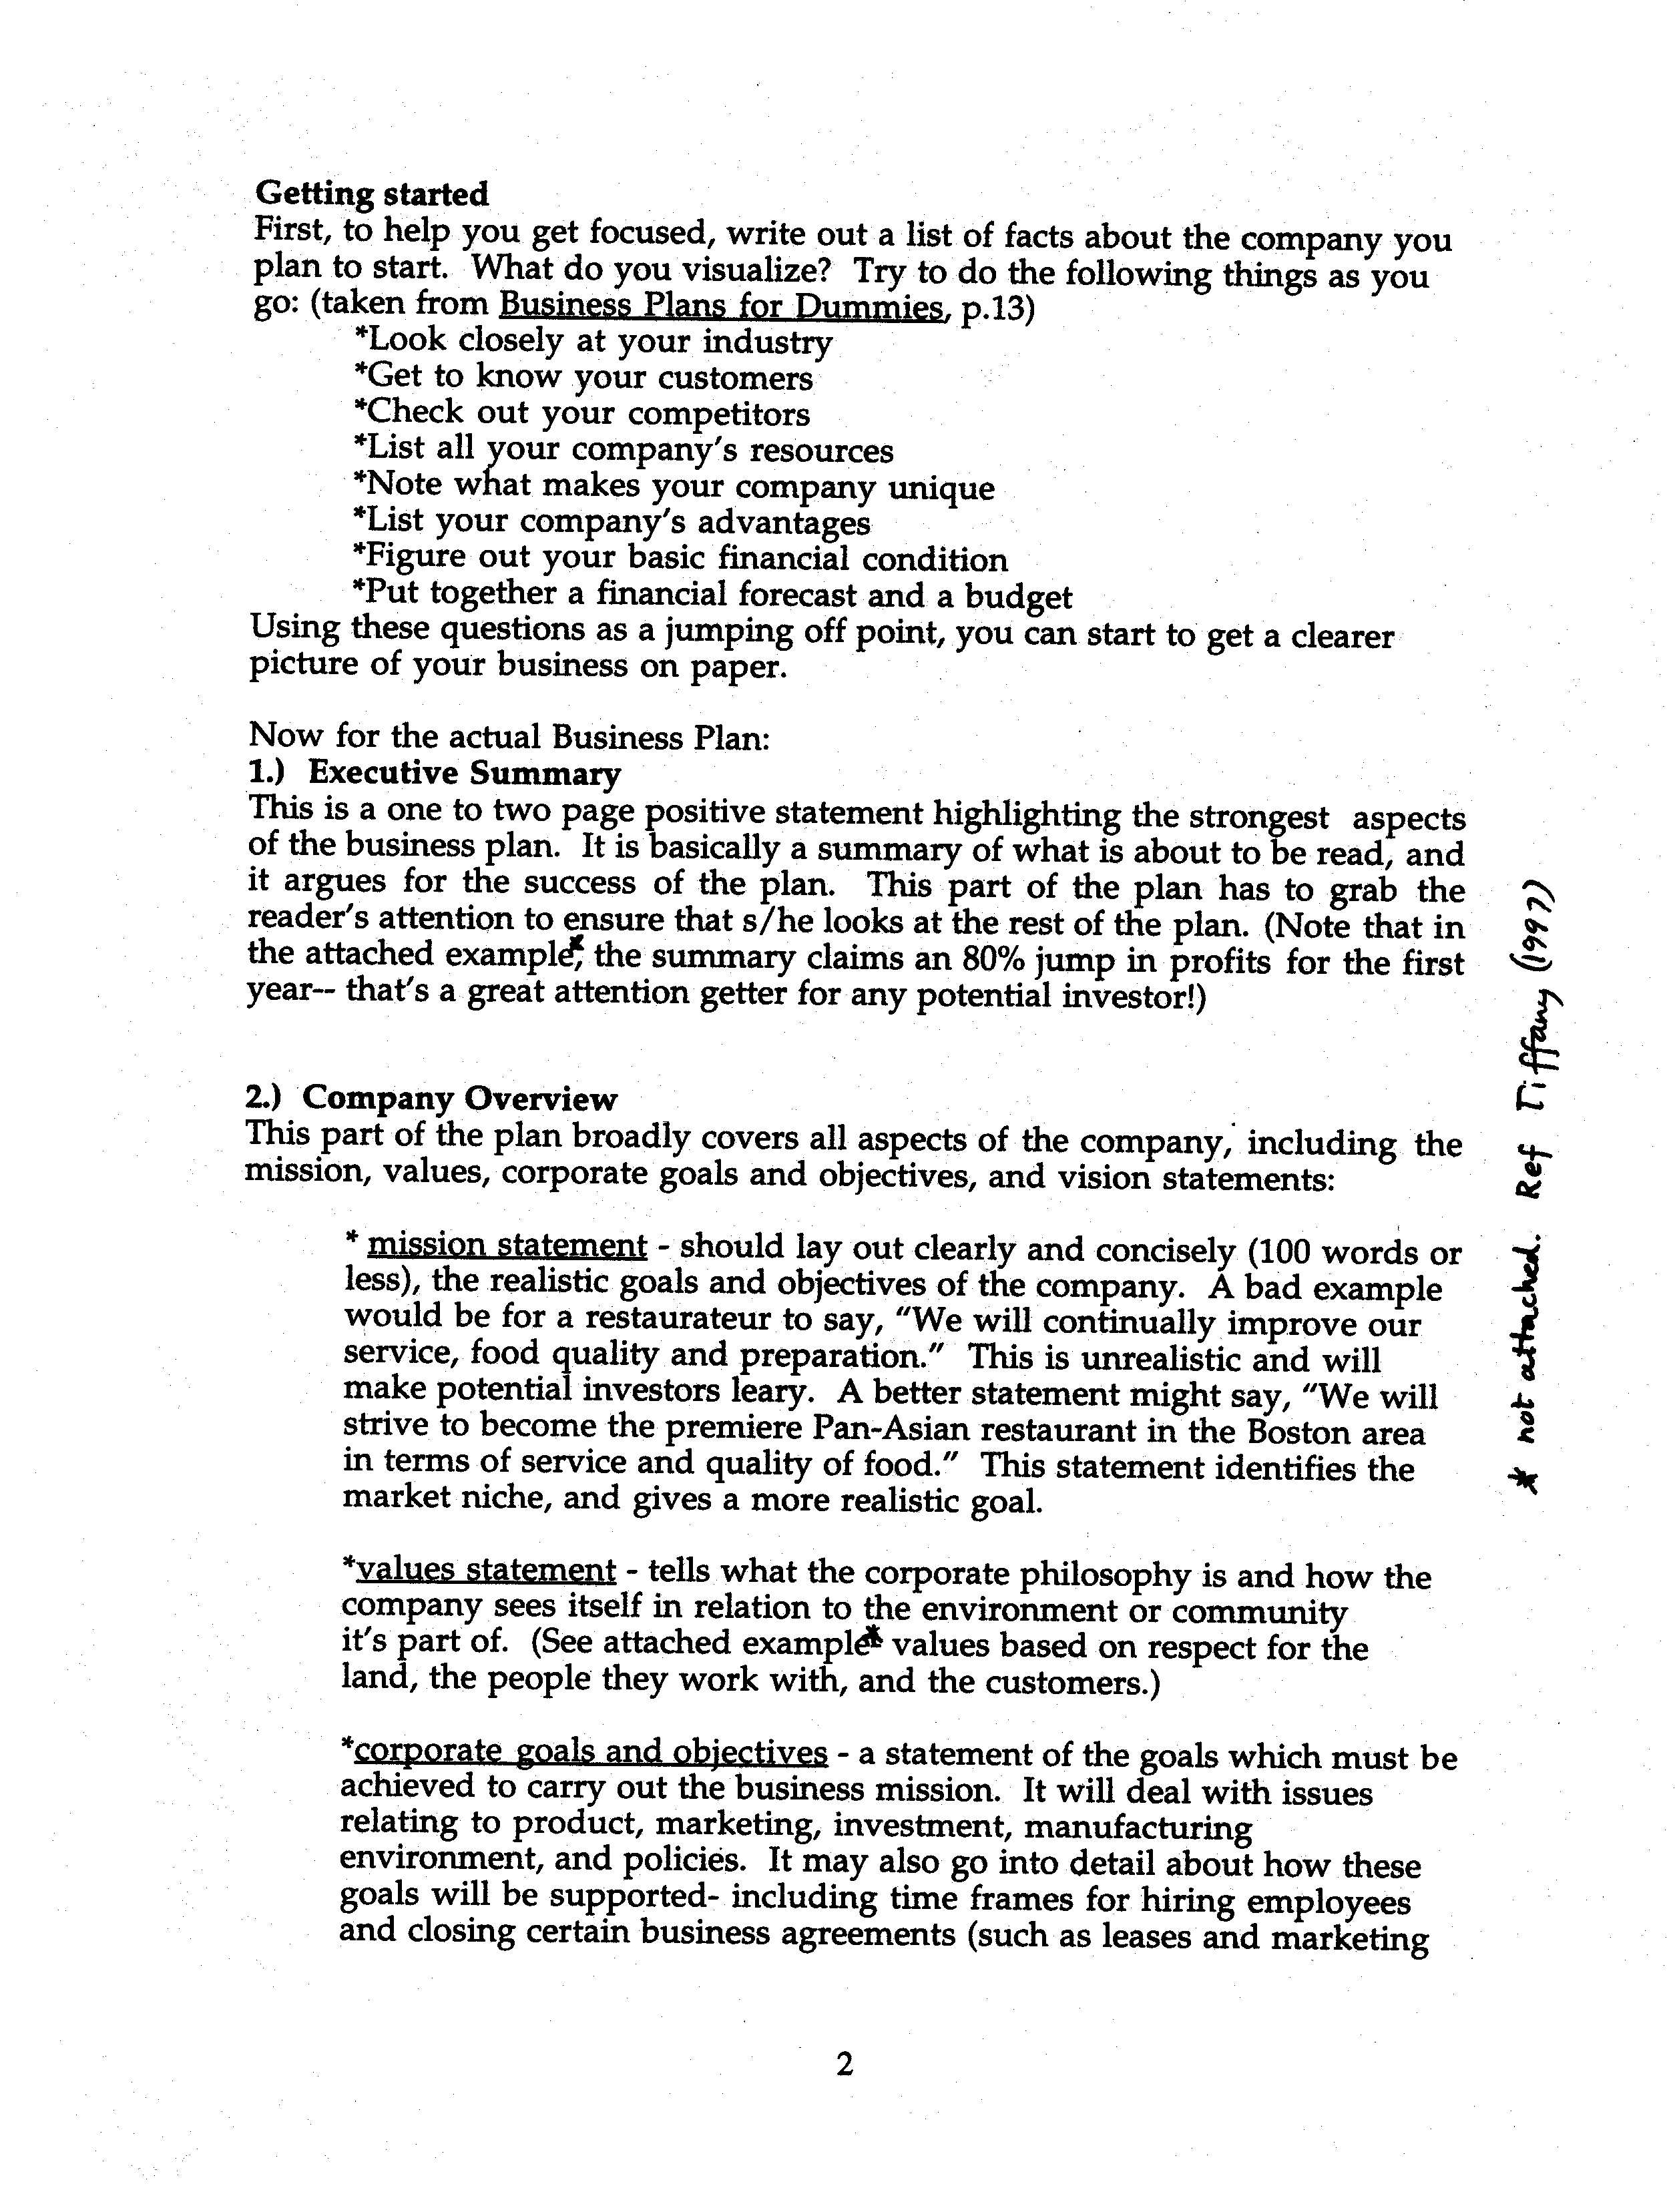 Getting started
First, to help you get focused, write out a list of facts about the company you
plan to start.  What do you visualize?  Try to do the following things as you
go: (taken from Business Plans for Dummies, p.13)
*Look closely at your industry
*Get to know your customers
*Check out your competitors
*List all your company's resources
*Note what makes your company unique
*List your company's advantages
*Figure out your basic financial condition
*Put together a financial forecast and a budget
Using these questions as a jumping off point, you can start to get a clearer
picture of your business on paper.
Now for the actual Business Plan:
1.)  Executive Summary
This is a one to two page positive statement highlighting the strongest  aspects
of the business plan.  It is basically a summary of what is about to be read, and
it argues for the success of the plan.  This part of the plan has to grab the
reader's attention to ensure that s/he looks at the rest of the plan. (Note that in
the attached example,* the summary claims an 80% jump in profits for the first
year-- that's a great attention getter for any potential investor!)
2.)  Company Overview
This part of the plan broadly covers all aspects of the company, including the
mission, values, corporate goals and objectives, and vision statements:
* mission statement - should lay out clearly and concisely (100 words or
less), the realistic goals and objectives of the company.  A bad example
would be for a restaurateur to say, "We will continually improve our
service, food quality and preparation."  This is unrealistic and will
make potential investors leary.  A better statement might say, "We will
strive to become the premiere Pan-Asian restaurant in the Boston area
in terms of service and quality of food."  This statement identifies the
market niche, and gives a more realistic goal.
*values statement - tells what the corporate philosophy is and how the
company sees itself in relation to the environment or community
it's part of.  (See attached example* values based on respect for the
land, the people they work with, and the customers.)
*corporate goals and objectives - a statement of the goals which must be
achieved to carry out the business mission.  It will deal with issues
relating to product, marketing, investment, manufacturing
environment, and policies.  It may also go into detail about how these
goals will be supported- including time frames for hiring employees
and closing certain business agreements (such as leases and marketing
* not attached. Ref Tiffany (1997)
2